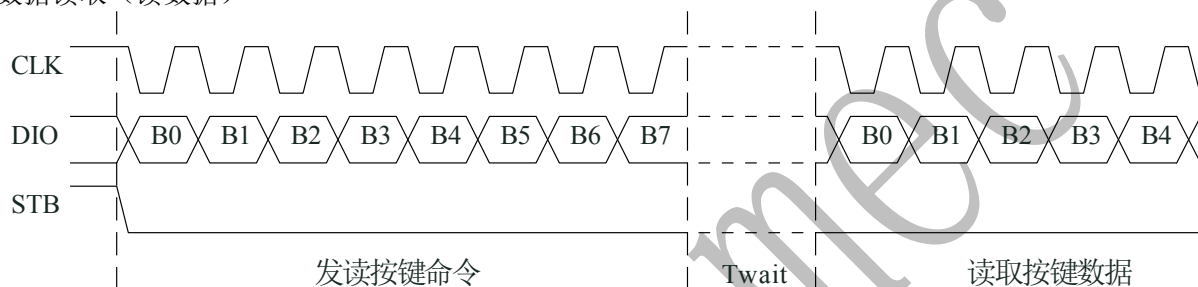 数据读取（读数据）
CLK
DIO B0 B1 B2 B3 B4 B5 B6 B7 B0 B1 B2 B3 B4
STB
发读按键命令 Twait 读取按键数据
mec